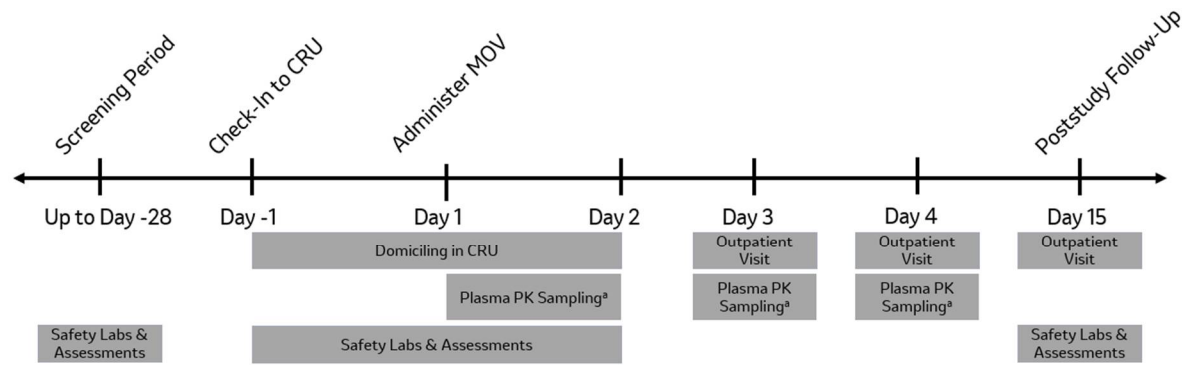 Screening Period
Check-In to CRU
Administer MOV
Poststudy Follow-Up
Up to Day -28
Day -1
Day 1
Day 2
Day 3
Day 4
Day 15
Domiciling in CRU
Outpatient
Visit
Outpatient
Visit
Outpatient
Visit
Plasma PK Samplingᵃ
Plasma PK
Samplingᵃ
Plasma PK
Samplingᵃ
Safety Labs &
Assessments
Safety Labs & Assessments
Safety Labs &
Assessments